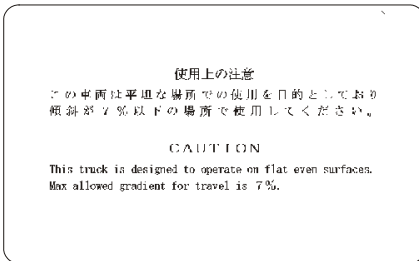 使用上の注意
この車両は平坦な場所での使用を目的としており
傾斜が7%以下の場所で使用してください。
CAUTION
This truck is designed to operate on flat even surfaces.
Max allowed gradient for travel is 7%.